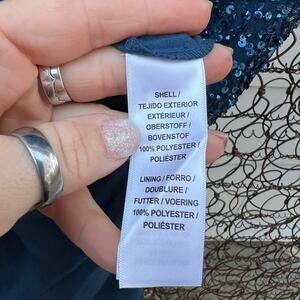 SHELL /
TEJIDO EXTERIOR
EXTÉRIEUR /
OBERSTOFF /
BOVENSTOF
100% POLYESTER /
POLIÉSTER
LINING / FORRO /
DOUBLURE /
FUTTER / VOERING
100% POLYESTER /
POLIÉSTER